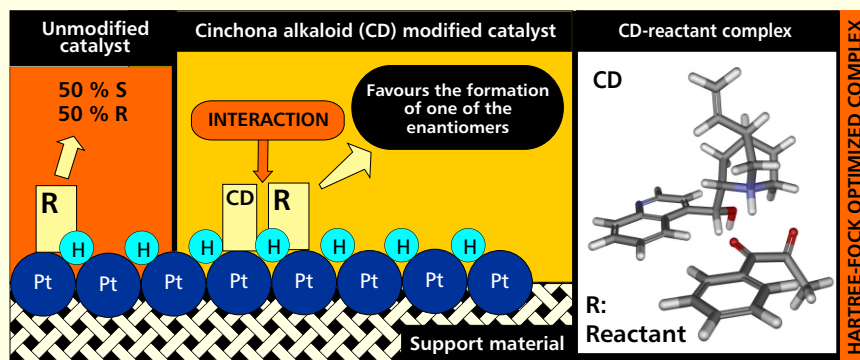 Unmodified
catalyst
50 % S
50 % R
R
H
H
Pt
Pt
Cinchona alkaloid (CD) modified catalyst
INTERACTION
Favours the formation
of one of the
enantiomers
CD
R
H
H
H
H
H
Pt
Pt
Pt
Pt
Pt
Support material
CD-reactant complex
CD
R:
Reactant
HARTREE-FOCK OPTIMIZED COMPLEX